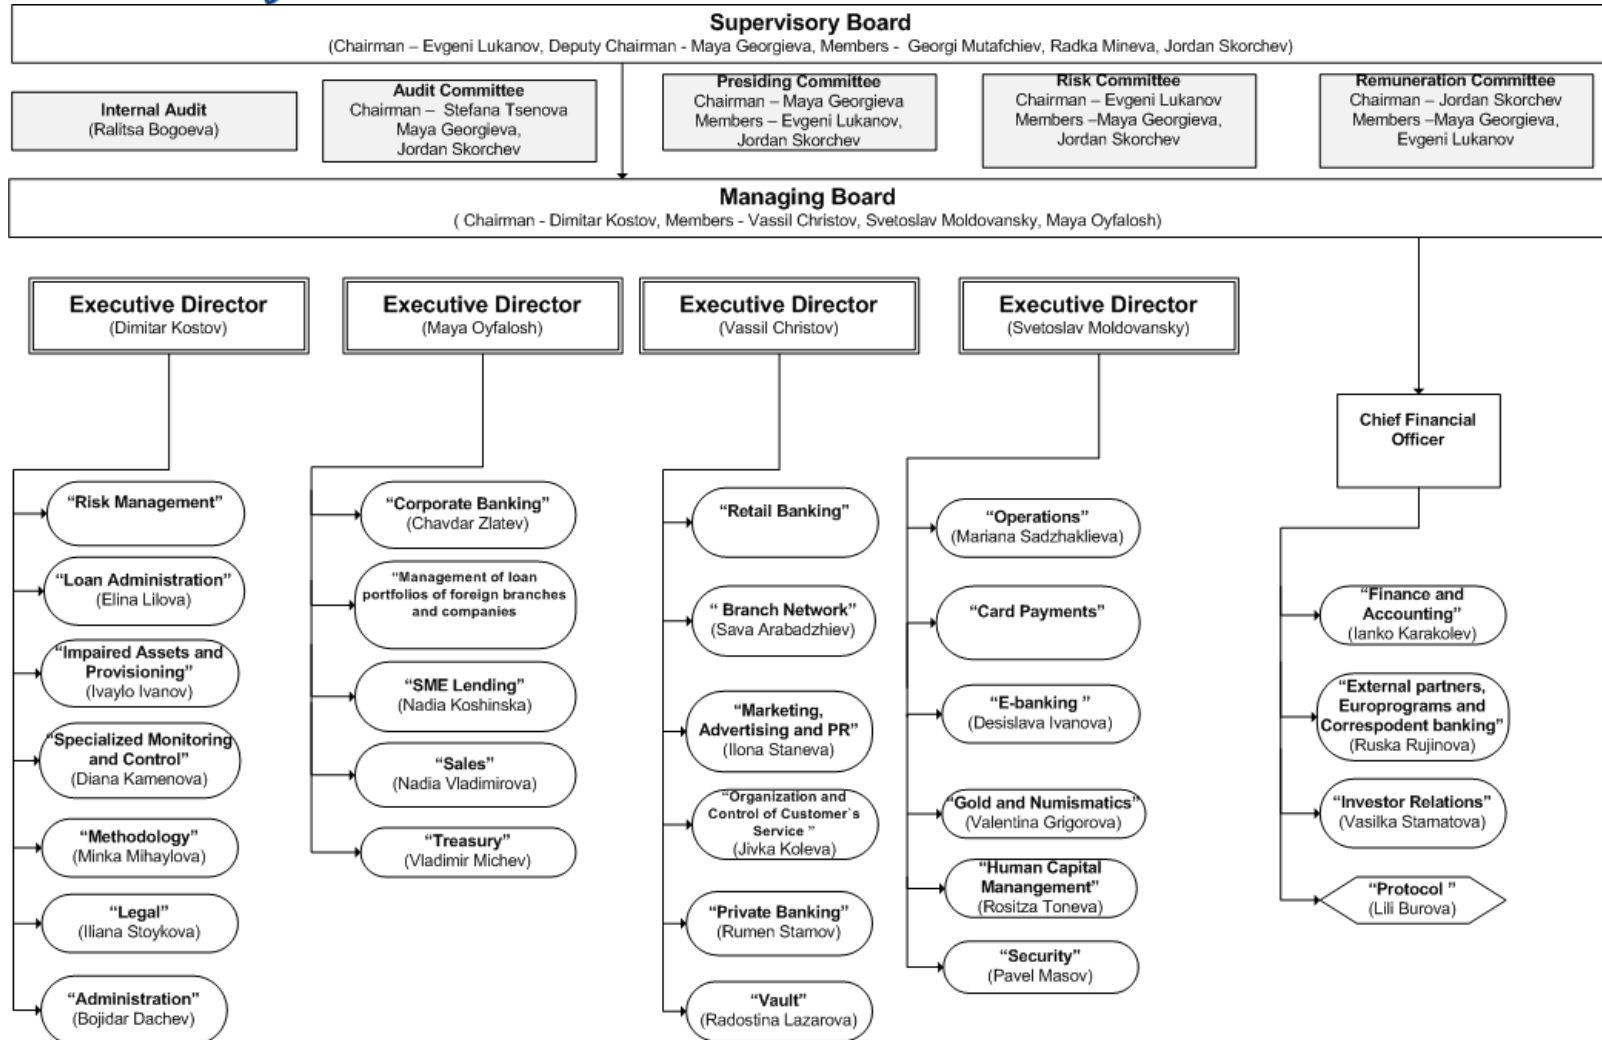 Supervisory Board
(Chairman – Evgeni Lukanov, Deputy Chairman - Maya Georgieva, Members - Georgi Mutafchiev, Radka Mineva, Jordan Skorchev)
Internal Audit
(Ralitsa Bogoeva)
Audit Committee
Chairman – Stefana Tsenova
Maya Georgieva,
Jordan Skorchev
Presiding Committee
Chairman – Maya Georgieva
Members – Evgeni Lukanov,
Jordan Skorchev
Risk Committee
Chairman – Evgeni Lukanov
Members –Maya Georgieva,
Jordan Skorchev
Remuneration Committee
Chairman – Jordan Skorchev
Members –Maya Georgieva,
Evgeni Lukanov
Managing Board
( Chairman - Dimitar Kostov, Members - Vassil Christov, Svetoslav Moldovansky, Maya Oyfalosh)
Executive Director
(Dimitar Kostov)
Executive Director
(Maya Oyfalosh)
Executive Director
(Vassil Christov)
Executive Director
(Svetoslav Moldovansky)
Chief Financial
Officer
“Risk Management”
“Loan Administration”
(Elina Lilova)
“Impaired Assets and
Provisioning”
(Ivaylo Ivanov)
“Specialized Monitoring
and Control”
(Diana Kamenova)
“Methodology”
(Minka Mihaylova)
“Legal”
(Iliana Stoykova)
“Administration”
(Bojidar Dachev)
“Corporate Banking”
(Chavdar Zlatev)
“Management of loan
portfolios of foreign branches
and companies
“SME Lending”
(Nadia Koshinska)
“Sales”
(Nadia Vladimirova)
“Treasury”
(Vladimir Michev)
“Retail Banking”
“ Branch Network”
(Sava Arabadzhiev)
“Marketing,
Advertising and PR”
(Ilona Staneva)
“Organization and
Control of Customer`s
Service ”
(Jivka Koleva)
“Private Banking”
(Rumen Stamov)
“Vault”
(Radostina Lazarova)
“Operations”
(Mariana Sadzhaklieva)
“Card Payments”
“E-banking ”
(Desislava Ivanova)
“Gold and Numismatics”
(Valentina Grigorova)
“Human Capital
Manangement”
(Rositza Toneva)
“Security”
(Pavel Masov)
“Finance and
Accounting”
(Ianko Karakolev)
“External partners,
Europrograms and
Correspodent banking”
(Ruska Rujinova)
“Investor Relations”
(Vasilka Stamatova)
“Protocol ”
(Lili Burova)